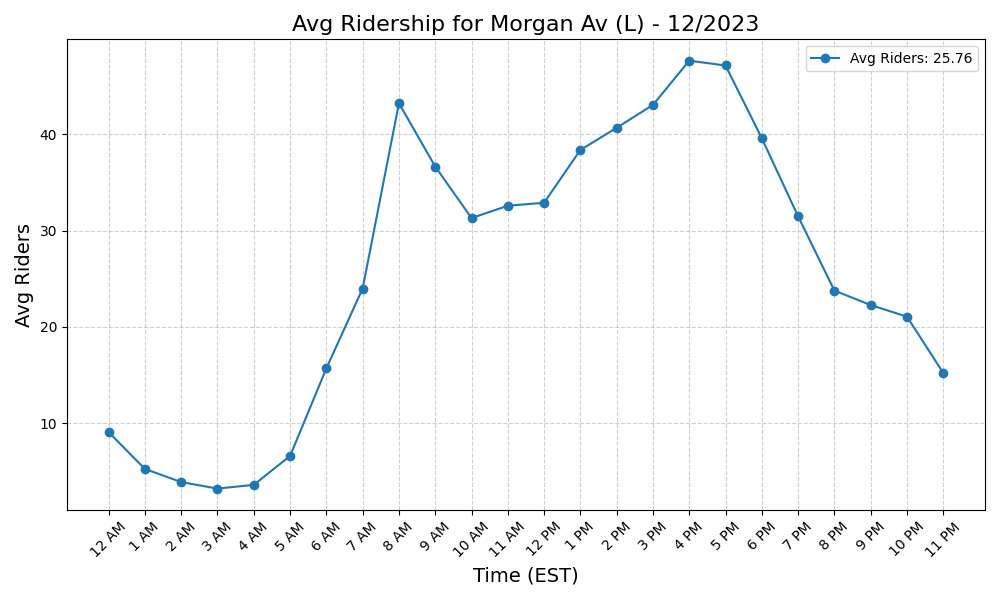 Avg Ridership for Morgan Av (L) - 12/2023
Avg Riders: 25.76
Avg Riders
40
30
20
10
12 AM
1 AM
2 AM
3 AM
4 AM
5 AM
6 AM
7 AM
8 AM
9 AM
10 AM
11 AM
12 PM
1 PM
2 PM
3 PM
4 PM
5 PM
6 PM
7 PM
8 PM
9 PM
10 PM
11 PM
Time (EST)